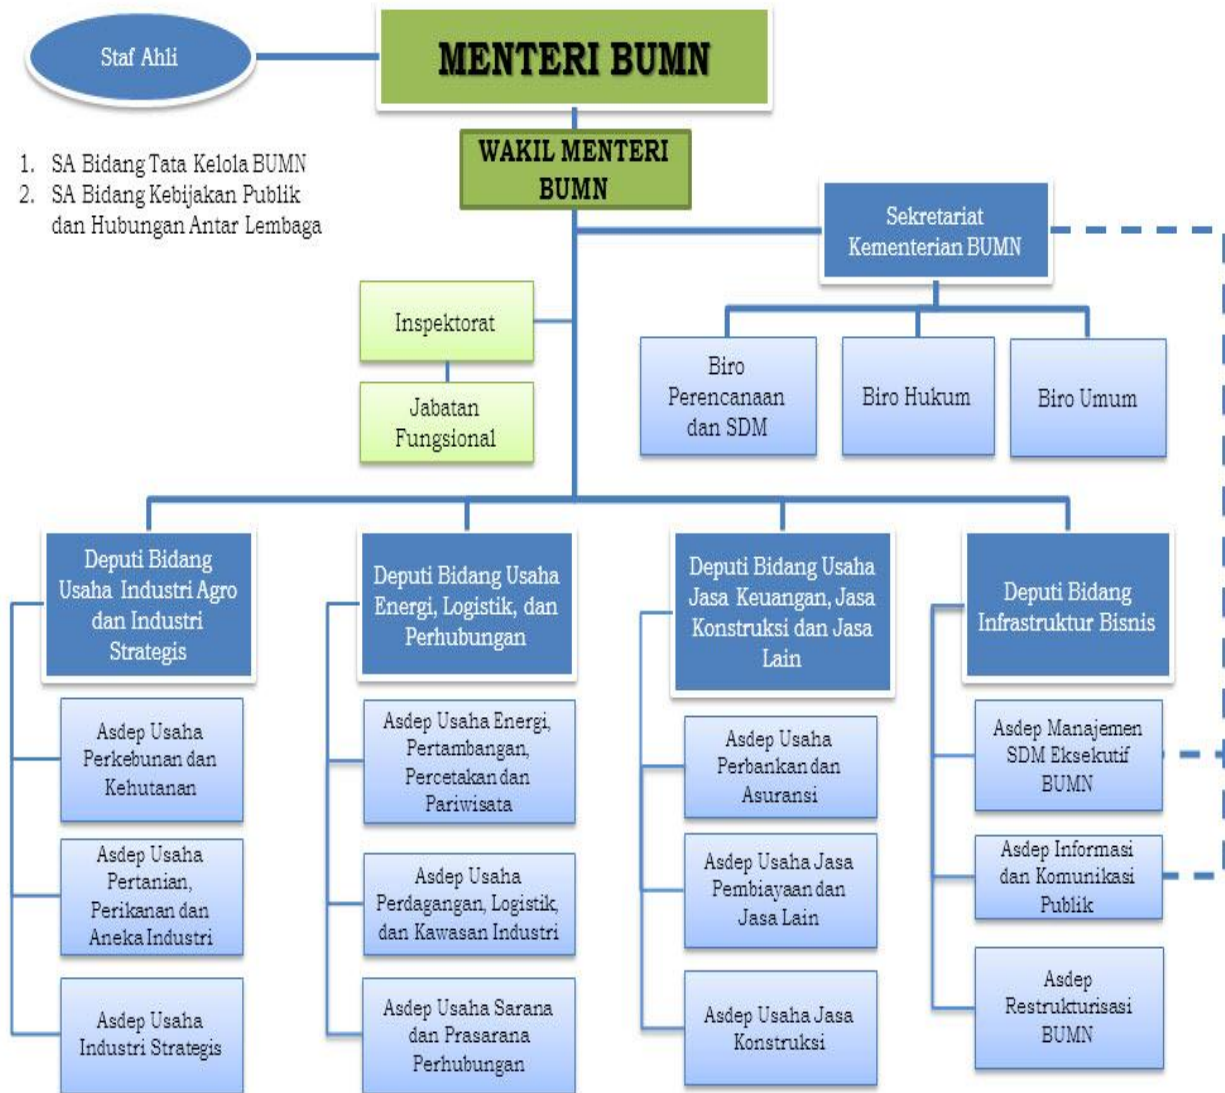 Staf Ahli
MENTERI BUMN
1. SA Bidang Tata Kelola BUMN
2. SA Bidang Kebijakan Publik
dan Hubungan Antar Lembaga
WAKIL MENTERI
BUMN
Sekretariat
Kementerian BUMN
Inspektorat
Jabatan
Fungsional
Biro
Perencanaan
dan SDM
Biro Hukum
Biro Umum
Deputi Bidang
Usaha Industri Agro
dan Industri
Strategis
Asdep Usaha
Perkebunan dan
Kehutanan
Asdep Usaha
Pertanian,
Perikanan dan
Aneka Industri
Asdep Usaha
Industri Strategis
Deputi Bidang Usaha
Energi, Logistik, dan
Perhubungan
Asdep Usaha Energi,
Pertambangan,
Percetakan dan
Pariwisata
Asdep Usaha
Perdagangan, Logistik,
dan Kawasan Industri
Asdep Usaha Sarana
dan Prasarana
Perhubungan
Deputi Bidang Usaha
Jasa Keuangan, Jasa
Konstruksi dan Jasa
Lain
Asdep Usaha
Perbankan dan
Asuransi
Asdep Usaha Jasa
Pembiayaan dan
Jasa Lain
Asdep Usaha Jasa
Konstruksi
Deputi Bidang
Infrastruktur Bisnis
Asdep Manajemen
SDM Eksekutif
BUMN
Asdep Informasi
dan Komunikasi
Publik
Asdep
Restrukturisasi
BUMN